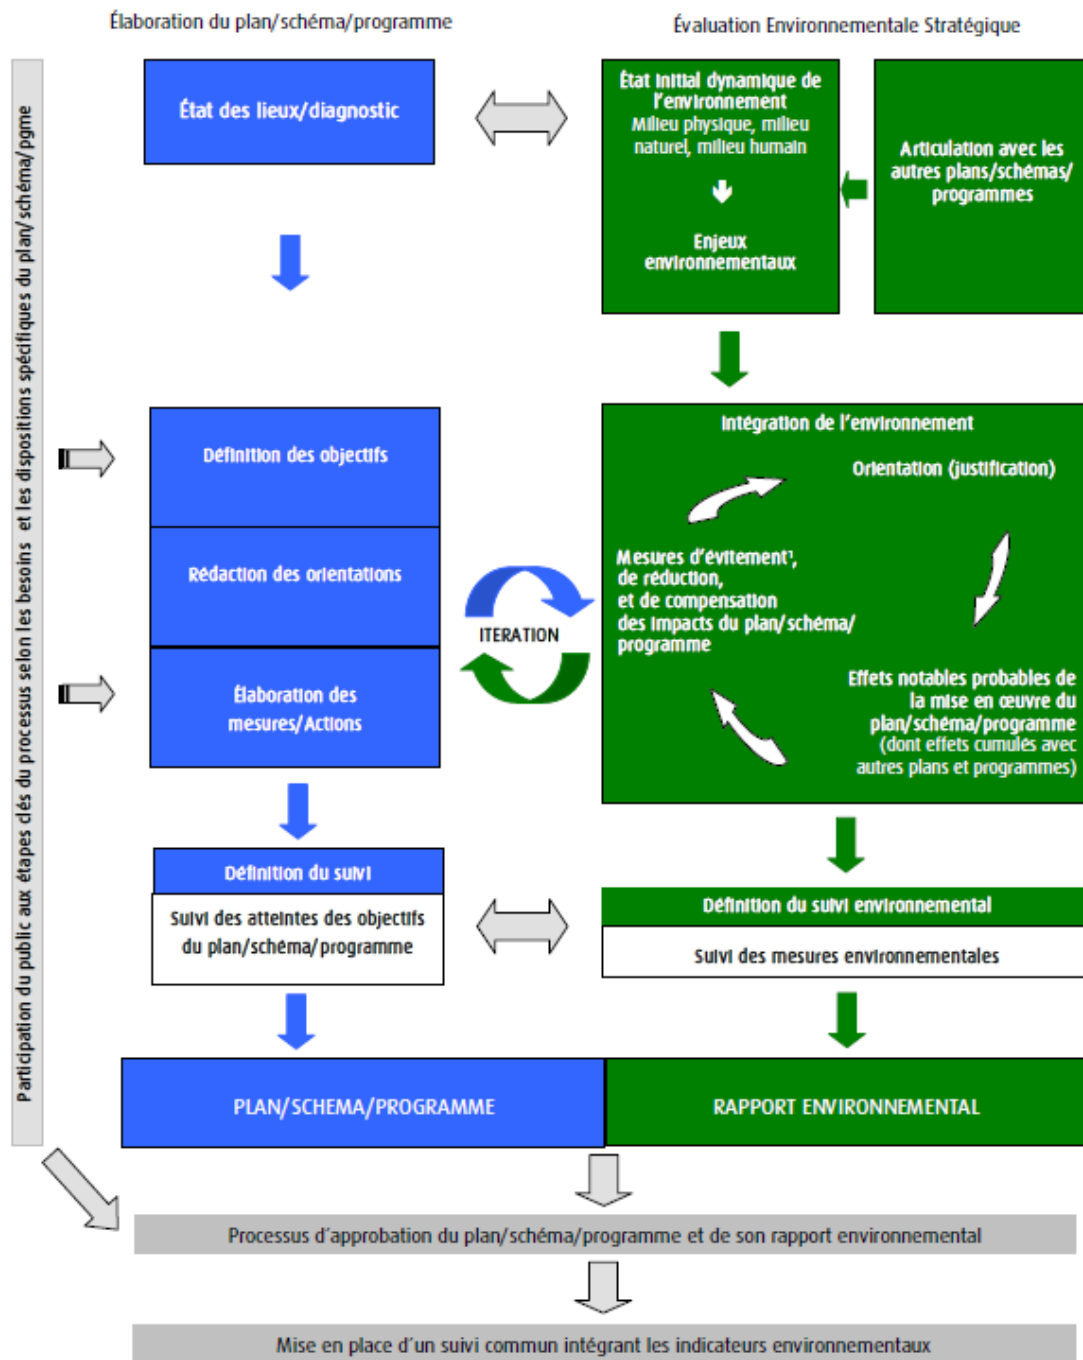 Élaboration du plan/schéma/programme
Évaluation Environnementale Stratégique
Participation du public aux étapes clés du processus selon les besoins et les dispositions spécifiques du plan/schéma/pgme
État des lieux/diagnostic
État initial dynamique de
l'environnement
Milieu physique, milieu
naturel, milieu humain
Enjeux
environnementaux
Articulation avec les
autres plans/schémas/
programmes
Définition des objectifs
Rédaction des orientations
Élaboration des
mesures/Actions
ITERATION
Intégration de l'environnement
Orientation (justification)
Mesures d'évitement¹,
de réduction,
et de compensation
des impacts du plan/schéma/
programme
Effets notables probables de
la mise en œuvre du
plan/schéma/programme
(dont effets cumulés avec
autres plans et programmes)
Définition du suivi
Suivi des atteintes des objectifs
du plan/schéma/programme
Définition du suivi environnemental
Suivi des mesures environnementales
PLAN/SCHEMA/PROGRAMME
RAPPORT ENVIRONNEMENTAL
Processus d'approbation du plan/schéma/programme et de son rapport environnemental
Mise en place d'un suivi commun intégrant les indicateurs environnementaux